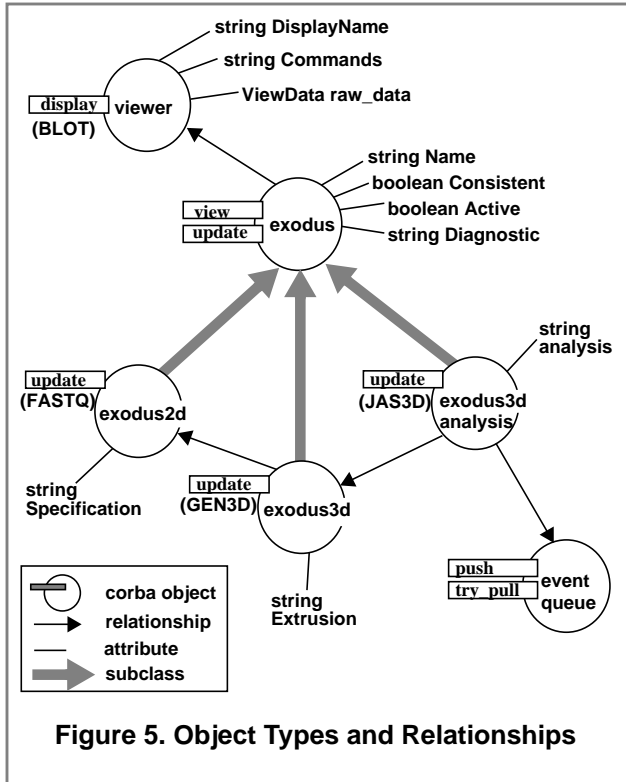 string DisplayName
string Commands
ViewData raw_data
display
viewer
(BLOT)
string Name
boolean Consistent
boolean Active
string Diagnostic
view
update
exodus
string
analysis
update
(FASTQ)
exodus2d
string
Specification
update
(GEN3D)
exodus3d
string
Extrusion
update
(JAS3D)
exodus3d
analysis
push
try_pull
event
queue
corba object
relationship
attribute
subclass
Figure 5. Object Types and Relationships